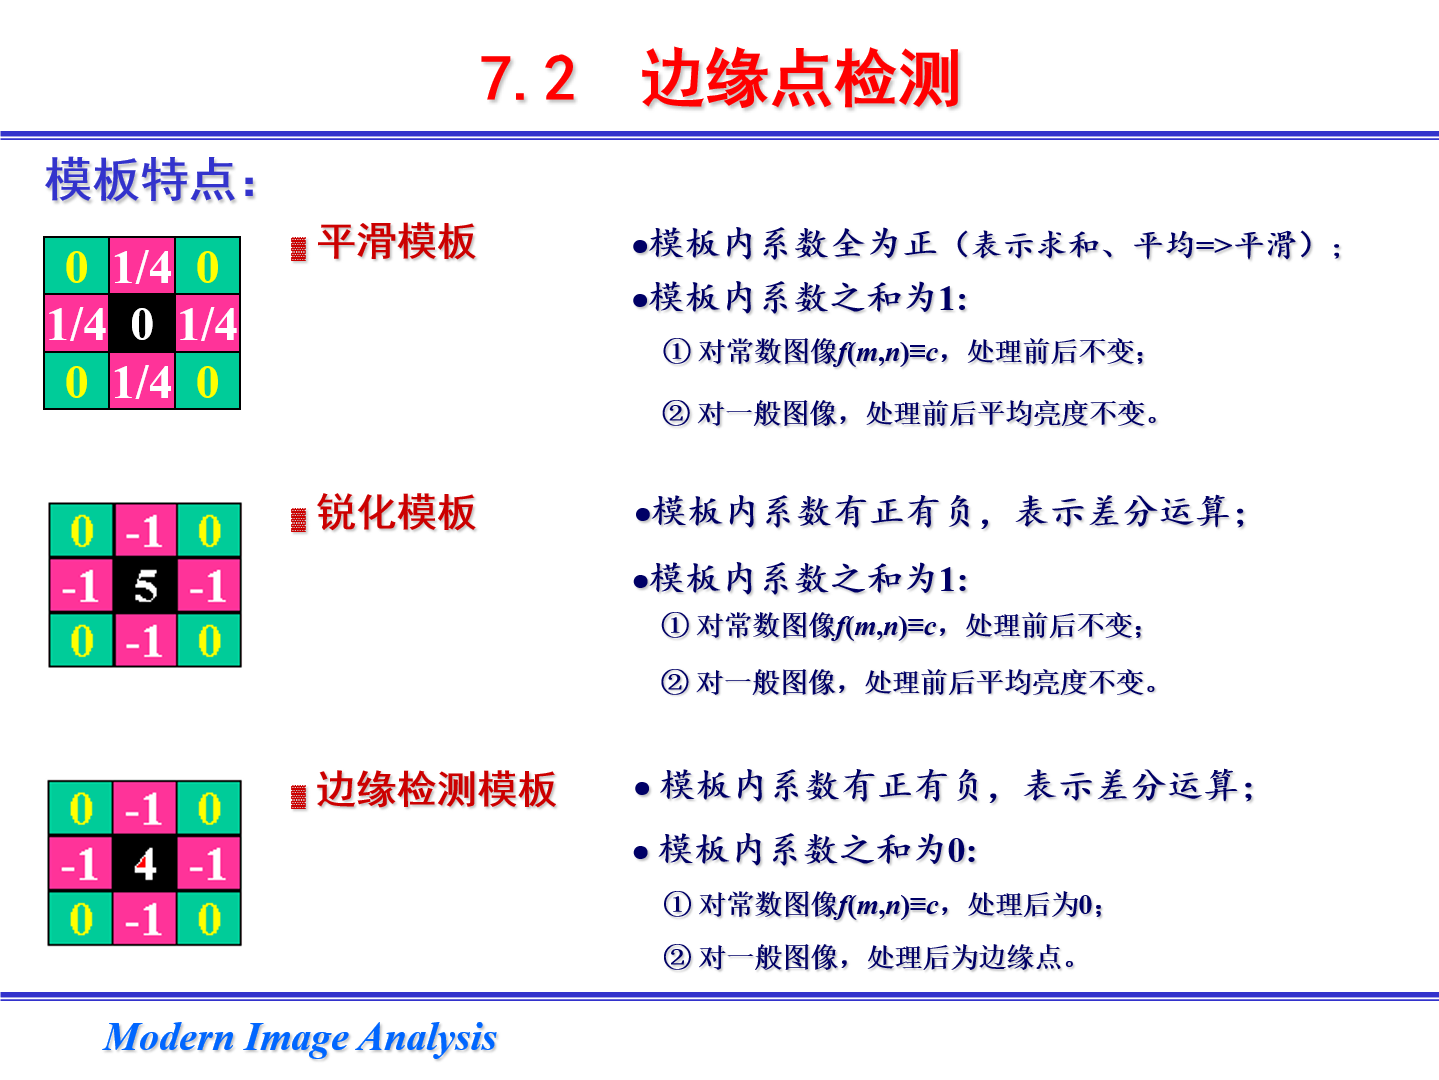 7.2 边缘点检测
模板特点：
0 1/4 0
1/4 0 1/4
0 1/4 0
平滑模板
●模板内系数全为正（表示求和、平均=>平滑）；
●模板内系数之和为1:
① 对常数图像f(m,n)≡c，处理前后不变；
② 对一般图像，处理前后平均亮度不变。
0 -1 0
-1 5 -1
0 -1 0
锐化模板
●模板内系数有正有负，表示差分运算；
●模板内系数之和为1:
① 对常数图像f(m,n)≡c，处理前后不变；
② 对一般图像，处理前后平均亮度不变。
0 -1 0
-1 4 -1
0 -1 0
边缘检测模板
● 模板内系数有正有负，表示差分运算；
● 模板内系数之和为0:
① 对常数图像f(m,n)≡c，处理后为0；
② 对一般图像，处理后为边缘点。
Modern Image Analysis